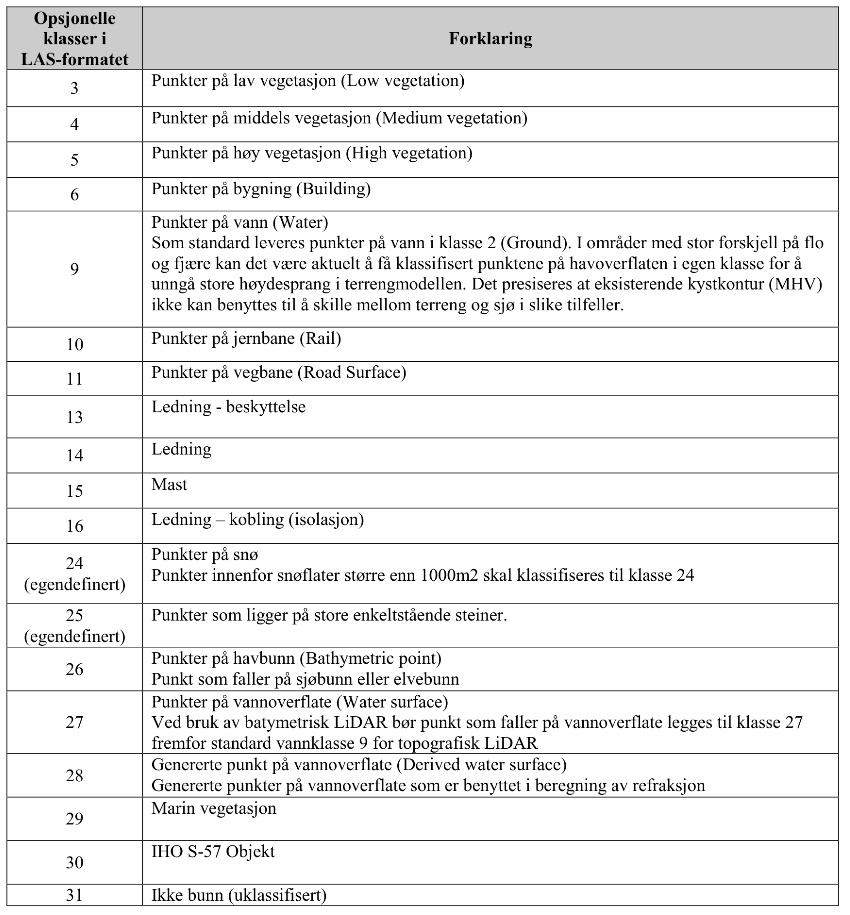 Opsjonelle
klasser i
LAS-formatet
Forklaring
3
Punkter på lav vegetasjon (Low vegetation)
4
Punkter på middels vegetasjon (Medium vegetation)
5
Punkter på høy vegetasjon (High vegetation)
6
Punkter på bygning (Building)
9
Punkter på vann (Water)
Som standard leveres punkter på vann i klasse 2 (Ground). I områder med stor forskjell på flo
og fjære kan det være aktuelt å få klassifisert punktene på havoverflaten i egen klasse for å
unngå store høydesprang i terrengmodellen. Det presiseres at eksisterende kystkontur (MHV)
ikke kan benyttes til å skille mellom terreng og sjø i slike tilfeller.
10
Punkter på jernbane (Rail)
11
Punkter på vegbane (Road Surface)
13
Ledning - beskyttelse
14
Ledning
15
Mast
16
Ledning – kobling (isolasjon)
24
(egendefinert)
Punkter på snø
Punkter innenfor snøflater større enn 1000m2 skal klassifiseres til klasse 24
25
(egendefinert)
Punkter som ligger på store enkeltstående steiner.
26
Punkter på havbunn (Bathymetric point)
Punkt som faller på sjøbunn eller elvebunn
27
Punkter på vannoverflate (Water surface)
Ved bruk av batymetrisk LiDAR bør punkt som faller på vannoverflate legges til klasse 27
fremfor standard vannklasse 9 for topografisk LiDAR
28
Genererte punkt på vannoverflate (Derived water surface)
Genererte punkter på vannoverflate som er benyttet i beregning av refraksjon
29
Marin vegetasjon
30
IHO S-57 Objekt
31
Ikke bunn (uklassifisert)